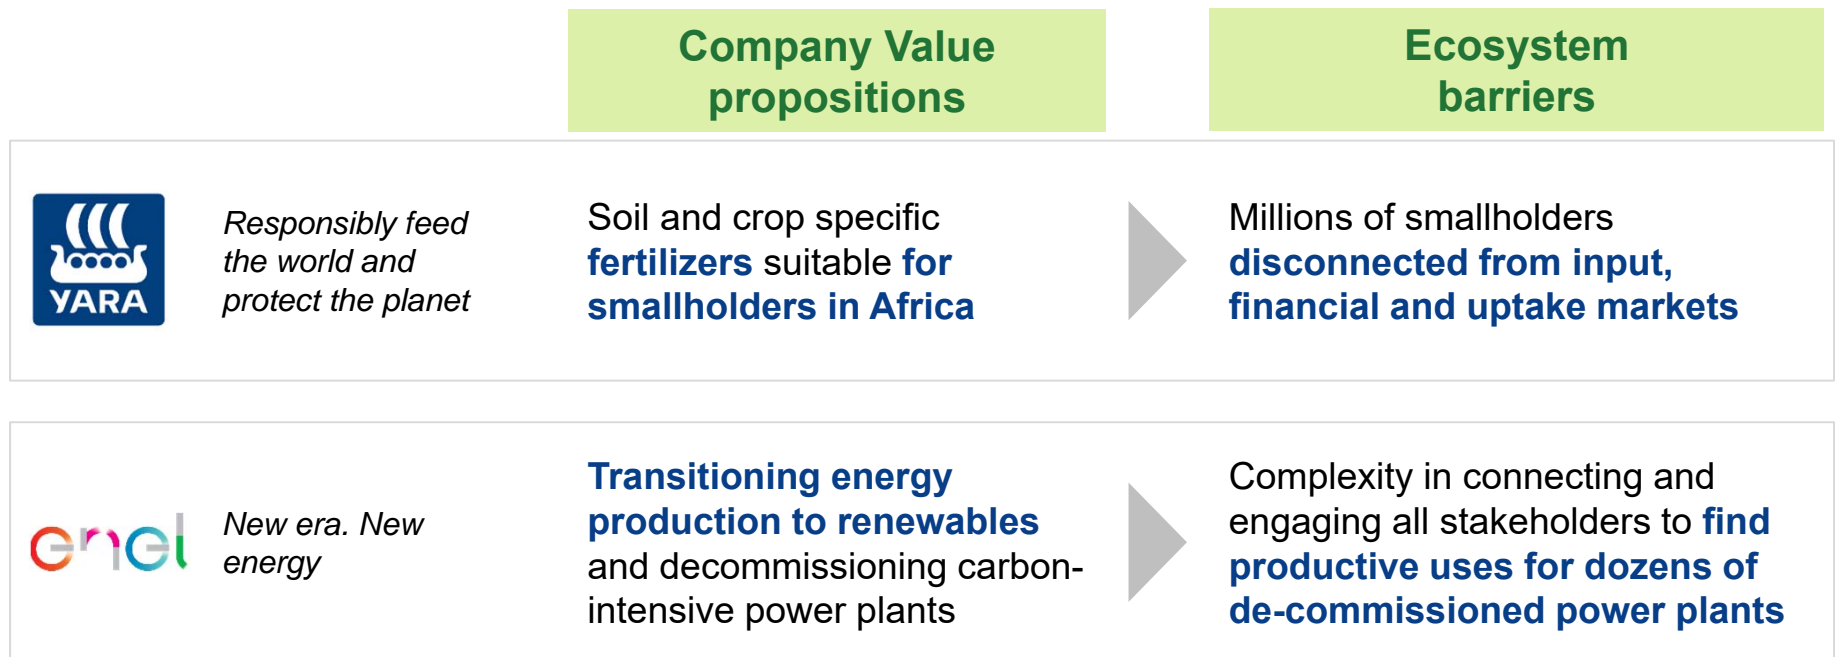 Company Value
propositions
Ecosystem
barriers
YARA
Responsibly feed
the world and
protect the planet
Soil and crop specific
fertilizers suitable for
smallholders in Africa
Millions of smallholders
disconnected from input,
financial and uptake markets
enel
New era. New
energy
Transitioning energy
production to renewables
and decommissioning carbon-
intensive power plants
Complexity in connecting and
engaging all stakeholders to find
productive uses for dozens of
de-commissioned power plants